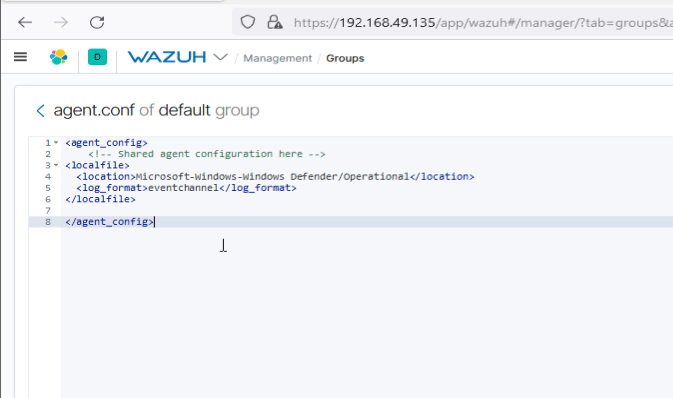 https://192.168.49.135/app/wazuh#/manager/?tab=groups&
D WAZUH / Management / Groups
agent.conf of default group
1 <agent_config>
2 <!-- Shared agent configuration here -->
3 <localfile>
4 <location>Microsoft-Windows-Windows Defender/Operational</location>
5 <log_format>eventchannel</log_format>
6 </localfile>
7
8 </agent_config>